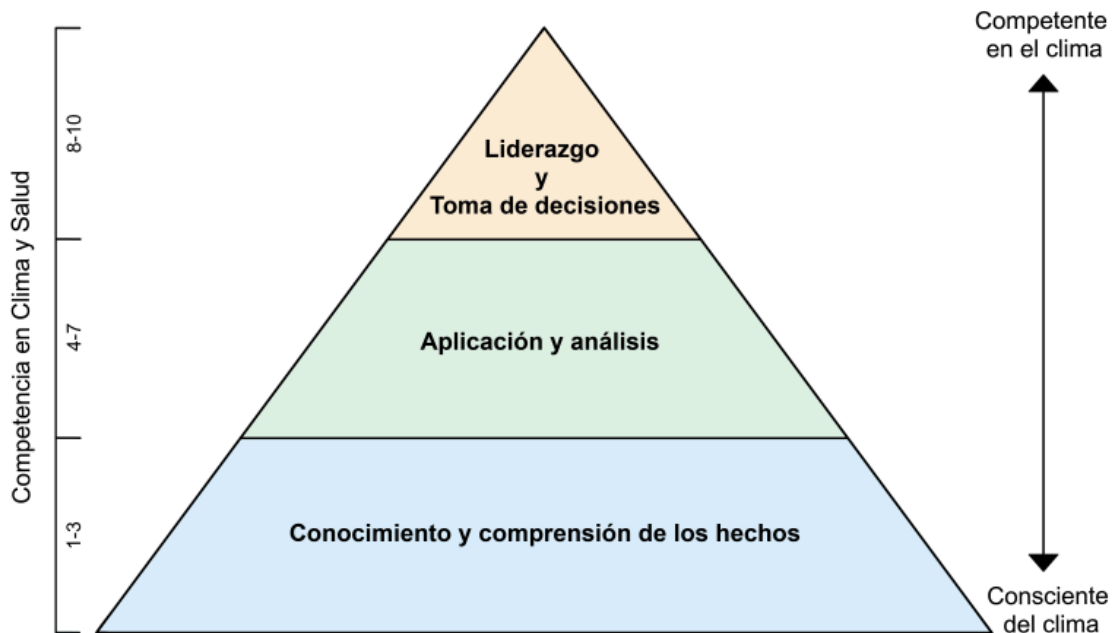 Competente
en el clima
8-10
Liderazgo
y
Toma de decisiones
Competencia en Clima y Salud
4-7
Aplicación y análisis
1-3
Conocimiento y comprensión de los hechos
Consciente
del clima